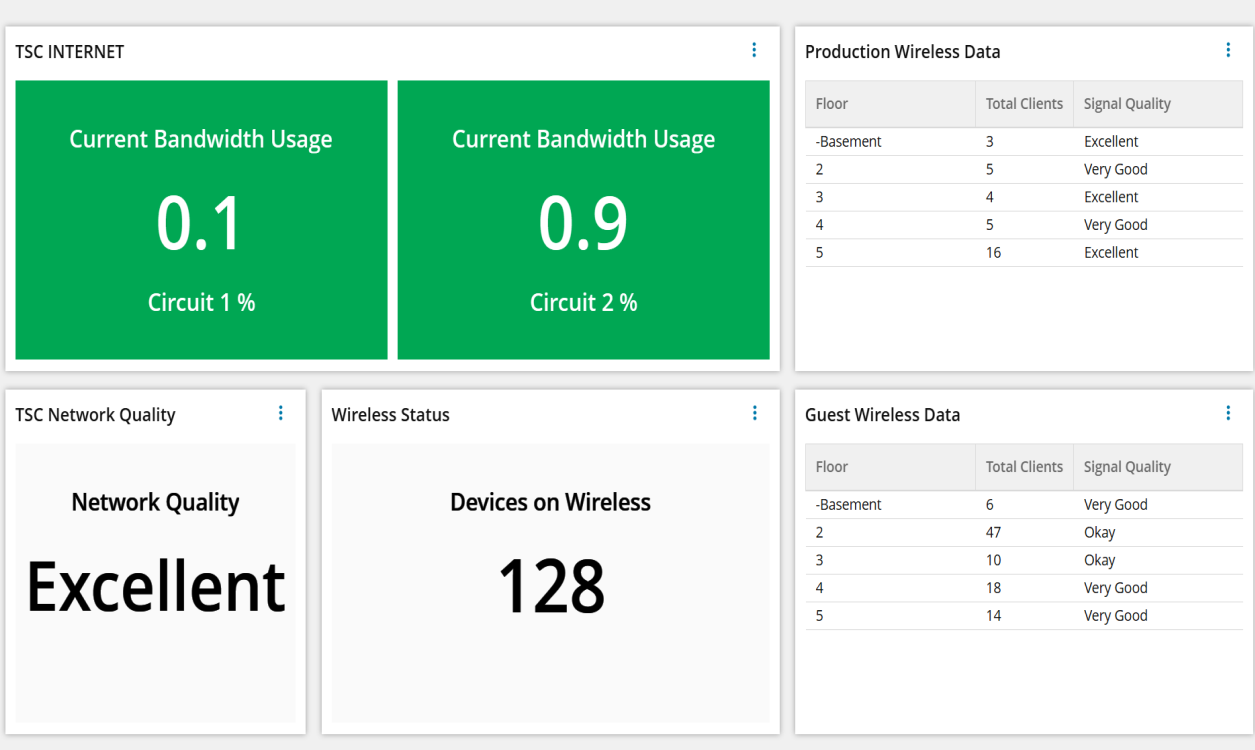 TSC INTERNET
Current Bandwidth Usage
0.1
Circuit 1 %
Current Bandwidth Usage
0.9
Circuit 2 %
Production Wireless Data
Floor Total Clients Signal Quality
-Basement 3 Excellent
2 5 Very Good
3 4 Excellent
4 5 Very Good
5 16 Excellent
TSC Network Quality
Network Quality
Excellent
Wireless Status
Devices on Wireless
128
Guest Wireless Data
Floor Total Clients Signal Quality
-Basement 6 Very Good
2 47 Okay
3 10 Okay
4 18 Very Good
5 14 Very Good